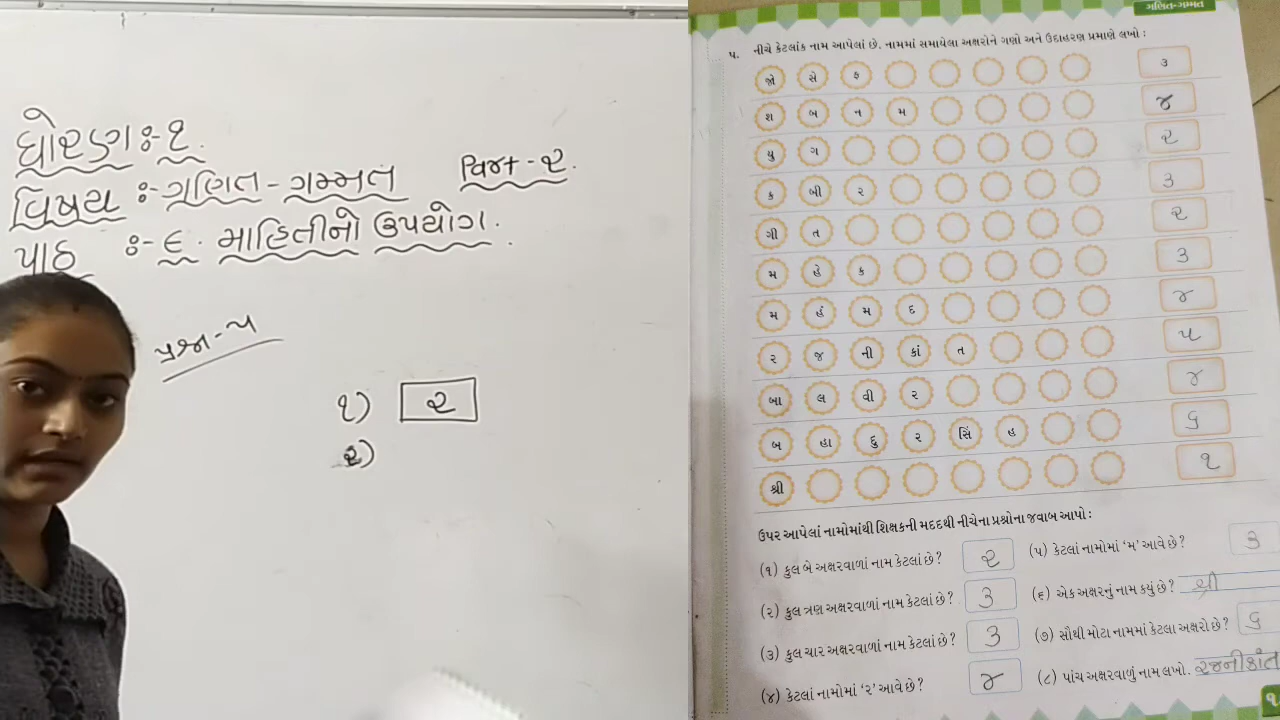 ધોરણ :- ૧.
વિષય :- ગણિત - ગમ્મત વિભાગ - ૨.
પાઠ :- ૬. માહિતીનો ઉપયોગ.
પ્રશ્ન - ૫
૧) ૨
૨)
ગણિત-ગમ્મત
૫. નીચે કેટલાંક નામ આપેલાં છે. નામમાં સમાયેલા અક્ષરોને ગણો અને ઉદાહરણ પ્રમાણે લખો :
જો સે ફ ૩
શ બ ન મ ૪
યુ ગ ૨
ક બી ર ૩
ગી ત ૨
મ હે ક ૩
મ હં મ દ ૪
ર જ ની કાં ત ૫
બા લ વી ર ૪
બ હા દુ ર સિં હ ૬
શ્રી ૧
ઉપર આપેલાં નામોમાંથી શિક્ષકની મદદથી નીચેના પ્રશ્નોના જવાબ આપો :
(૧) કુલ બે અક્ષરવાળાં નામ કેટલાં છે? ૨
(૨) કુલ ત્રણ અક્ષરવાળાં નામ કેટલાં છે? ૩
(૩) કુલ ચાર અક્ષરવાળાં નામ કેટલાં છે? ૩
(૪) કેટલાં નામોમાં ‘ર’ આવે છે? ૪
(૫) કેટલાં નામોમાં ‘મ’ આવે છે? ૩
(૬) એક અક્ષરનું નામ કયું છે? શ્રી
(૭) સૌથી મોટા નામમાં કેટલા અક્ષરો છે? ૬
(૮) પાંચ અક્ષરવાળું નામ લખો. રજનીકાંત